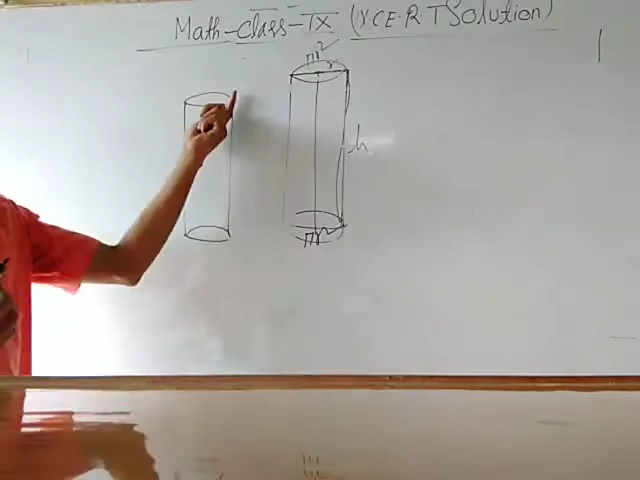 Math-Class-IX (N.C.E.R.T Solution)
πr²
r
h
πr²